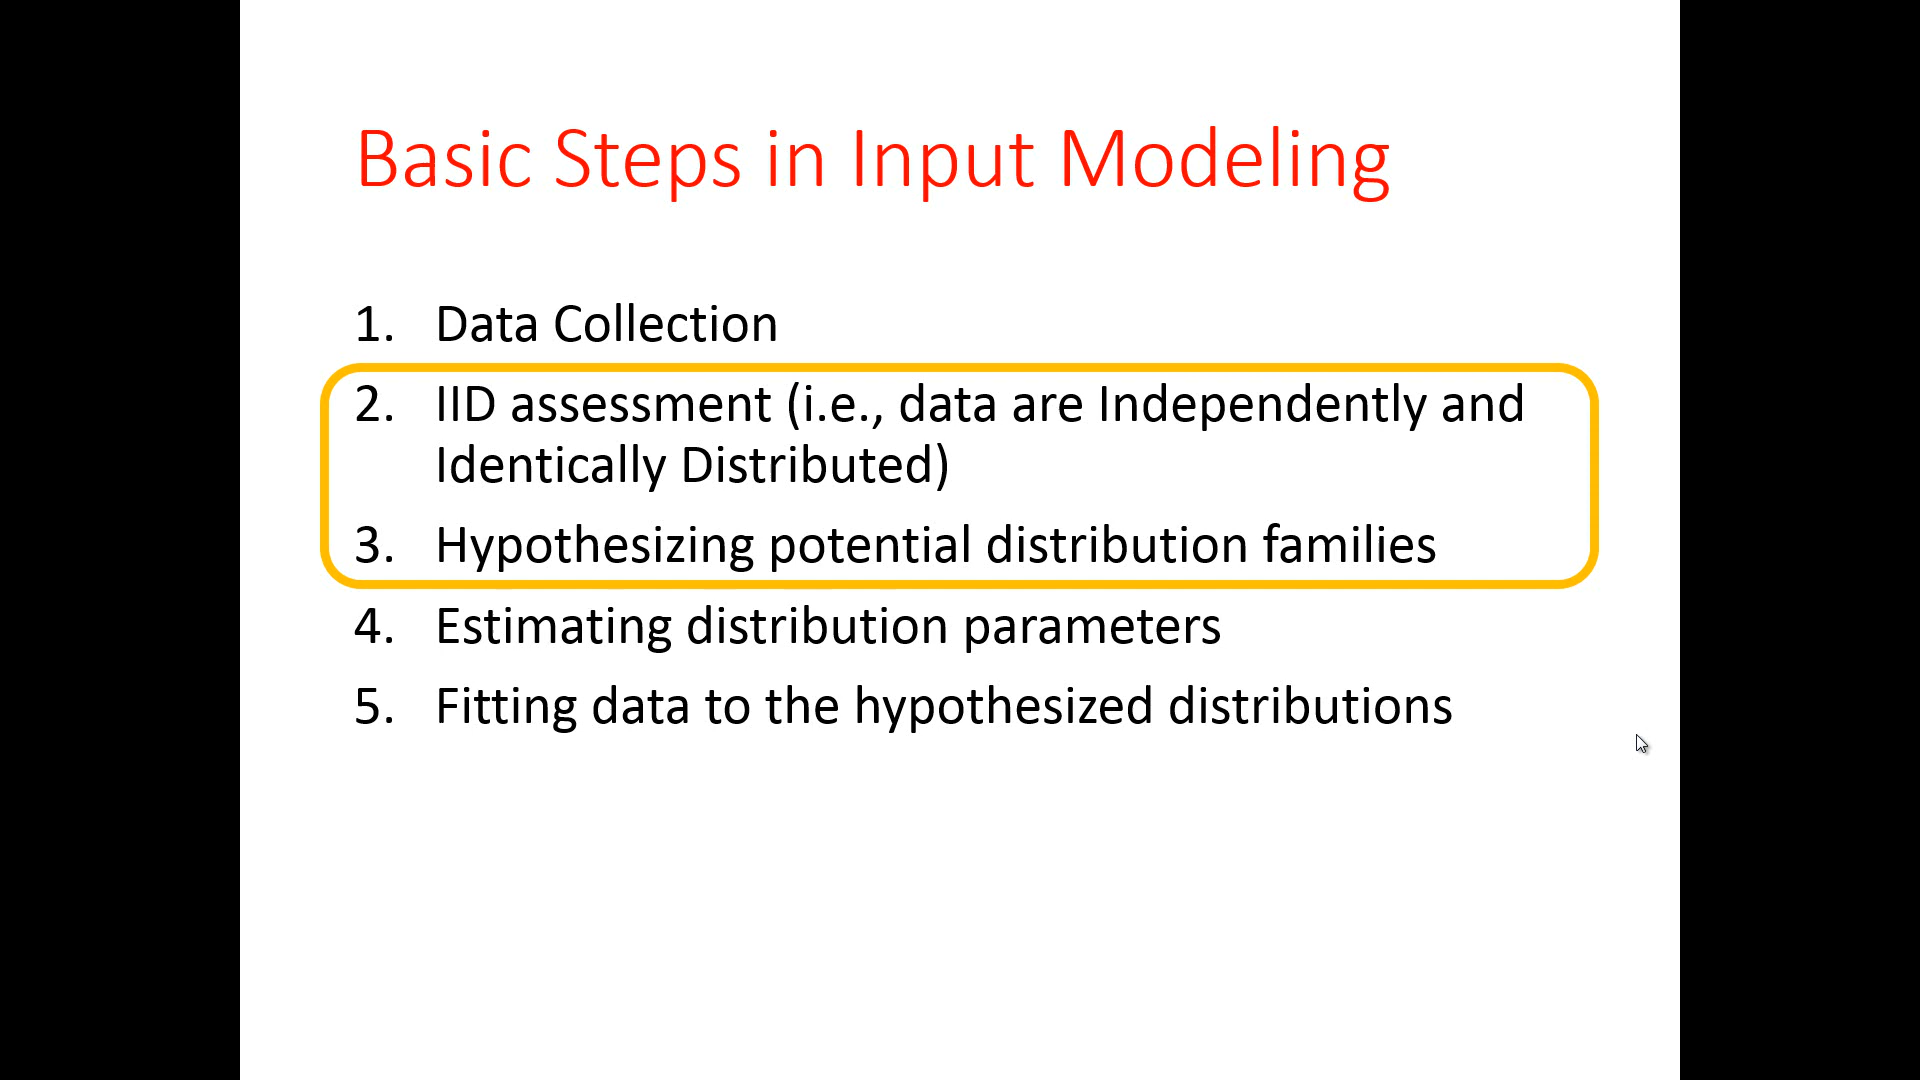 Basic Steps in Input Modeling
1. Data Collection
2. IID assessment (i.e., data are Independently and
Identically Distributed)
3. Hypothesizing potential distribution families
4. Estimating distribution parameters
5. Fitting data to the hypothesized distributions